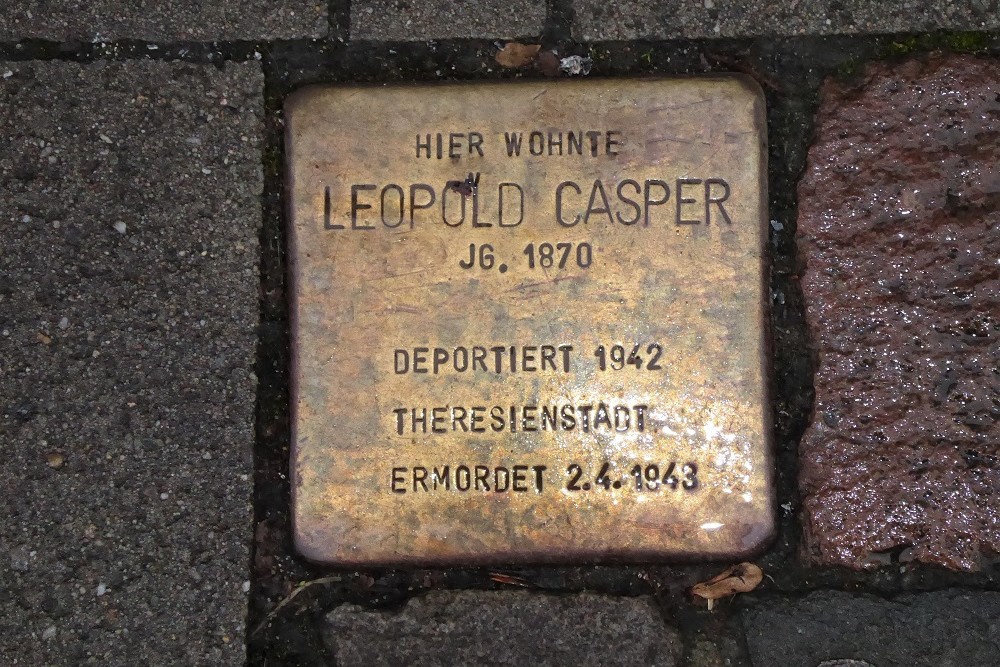 HIER WOHNTE
LEOPOLD CASPER
JG. 1870
DEPORTIERT 1942
THERESIENSTADT
ERMORDET 2.4.1943